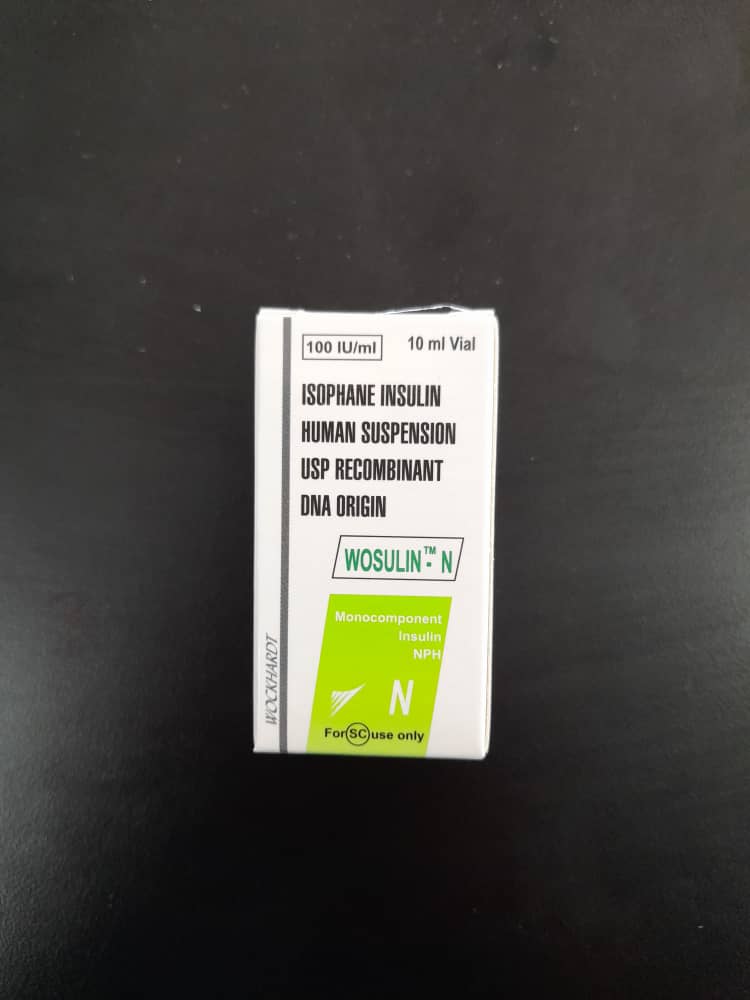 100 IU/ml
10 ml Vial
ISOPHANE INSULIN
HUMAN SUSPENSION
USP RECOMBINANT
DNA ORIGIN
WOSULIN™- N
Monocomponent
Insulin
NPH
N
For SC use only
WOCKHARDT